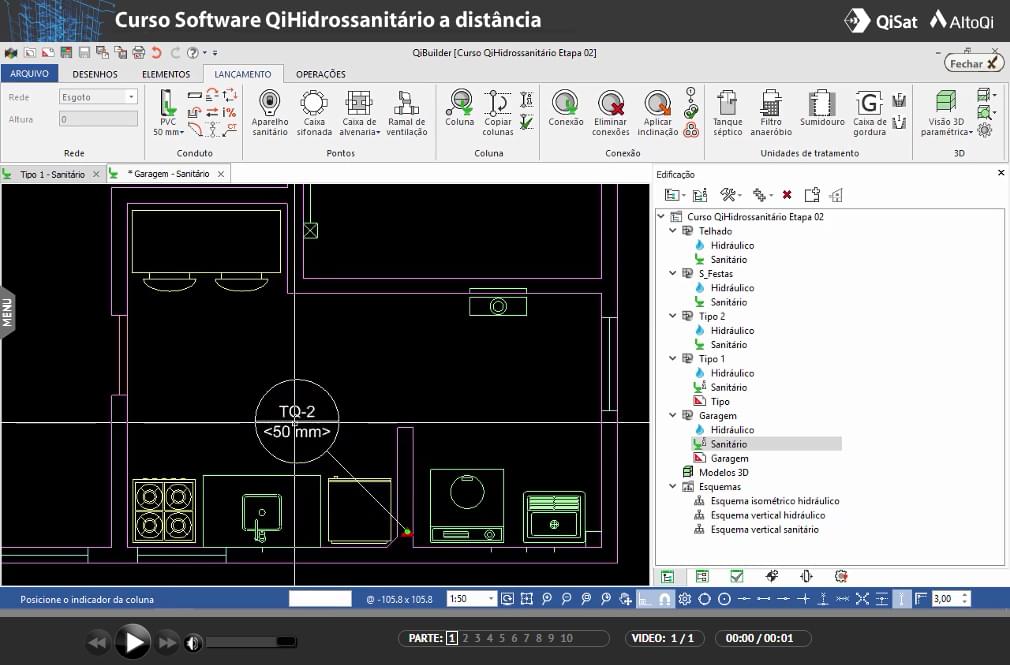 Curso Software QiHidrossanitário a distância
QiSat AltoQi
QiBuilder [Curso QiHidrossanitário Etapa 02]
Fechar
ARQUIVO DESENHOS ELEMENTOS LANÇAMENTO OPERAÇÕES
Rede Esgoto
Altura 0
PVC
50 mm
Aparelho sanitário
Caixa sifonada
Caixa de alvenaria
Ramal de ventilação
Coluna
Copiar colunas
Conexão
Eliminar conexões
Aplicar inclinação
Tanque séptico
Filtro anaeróbio
Sumidouro
Caixa de gordura
Visão 3D paramétrica
Rede Conduto Pontos Coluna Conexão Unidades de tratamento 3D
Tipo 1 - Sanitário
* Garagem - Sanitário
Edificação
Curso QiHidrossanitário Etapa 02
Telhado
Hidráulico
Sanitário
S_Festas
Hidráulico
Sanitário
Tipo 2
Hidráulico
Sanitário
Tipo 1
Hidráulico
Sanitário
Tipo
Garagem
Hidráulico
Sanitário
Garagem
Modelos 3D
Esquemas
Esquema isométrico hidráulico
Esquema vertical hidráulico
Esquema vertical sanitário
MENU
TQ-2
<50 mm>
Posicione o indicador da coluna
@ -105.8 x 105.8
1:50
3,00
PARTE: 1 2 3 4 5 6 7 8 9 10
VIDEO: 1 / 1
00:00 / 00:01